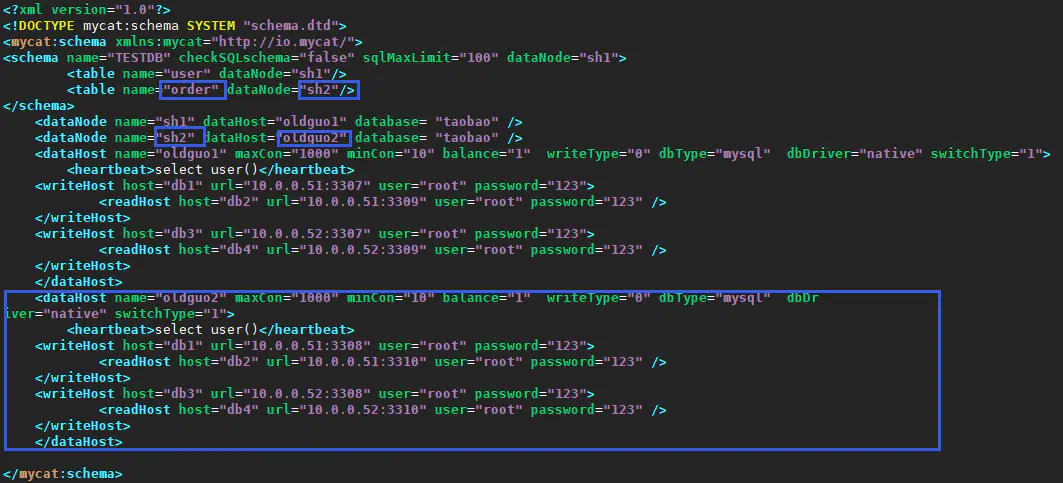 <?xml version="1.0"?>
<!DOCTYPE mycat:schema SYSTEM "schema.dtd">
<mycat:schema xmlns:mycat="http://io.mycat/">
<schema name="TESTDB" checkSQLschema="false" sqlMaxLimit="100" dataNode="sh1">
        <table name="user" dataNode="sh1"/>
        <table name="order" dataNode="sh2"/>
</schema>
    <dataNode name="sh1" dataHost="oldguo1" database= "taobao" />
    <dataNode name="sh2" dataHost="oldguo2" database= "taobao" />
    <dataHost name="oldguo1" maxCon="1000" minCon="10" balance="1"  writeType="0" dbType="mysql"  dbDriver="native" switchType="1">
        <heartbeat>select user()</heartbeat>
    <writeHost host="db1" url="10.0.0.51:3307" user="root" password="123">
            <readHost host="db2" url="10.0.0.51:3309" user="root" password="123" />
    </writeHost>
    <writeHost host="db3" url="10.0.0.52:3307" user="root" password="123">
            <readHost host="db4" url="10.0.0.52:3309" user="root" password="123" />
    </writeHost>
    </dataHost>
    <dataHost name="oldguo2" maxCon="1000" minCon="10" balance="1"  writeType="0" dbType="mysql"  dbDr
iver="native" switchType="1">
        <heartbeat>select user()</heartbeat>
    <writeHost host="db1" url="10.0.0.51:3308" user="root" password="123">
            <readHost host="db2" url="10.0.0.51:3310" user="root" password="123" />
    </writeHost>
    <writeHost host="db3" url="10.0.0.52:3308" user="root" password="123">
            <readHost host="db4" url="10.0.0.52:3310" user="root" password="123" />
    </writeHost>
    </dataHost>
</mycat:schema>